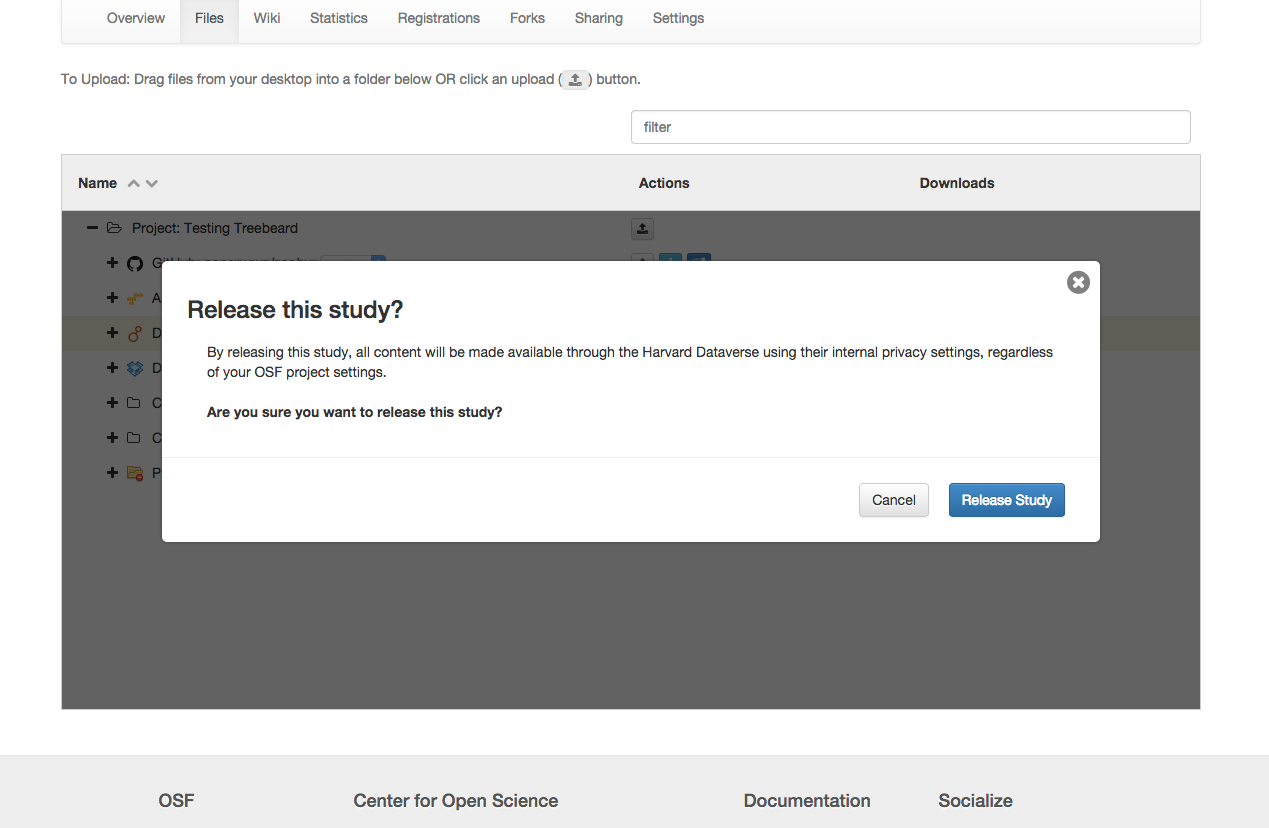 Overview Files Wiki Statistics Registrations Forks Sharing Settings
To Upload: Drag files from your desktop into a folder below OR click an upload ( ) button.
filter
Name Actions Downloads
Project: Testing Treebeard
Release this study?
By releasing this study, all content will be made available through the Harvard Dataverse using their internal privacy settings, regardless
of your OSF project settings.
Are you sure you want to release this study?
Cancel Release Study
OSF Center for Open Science Documentation Socialize